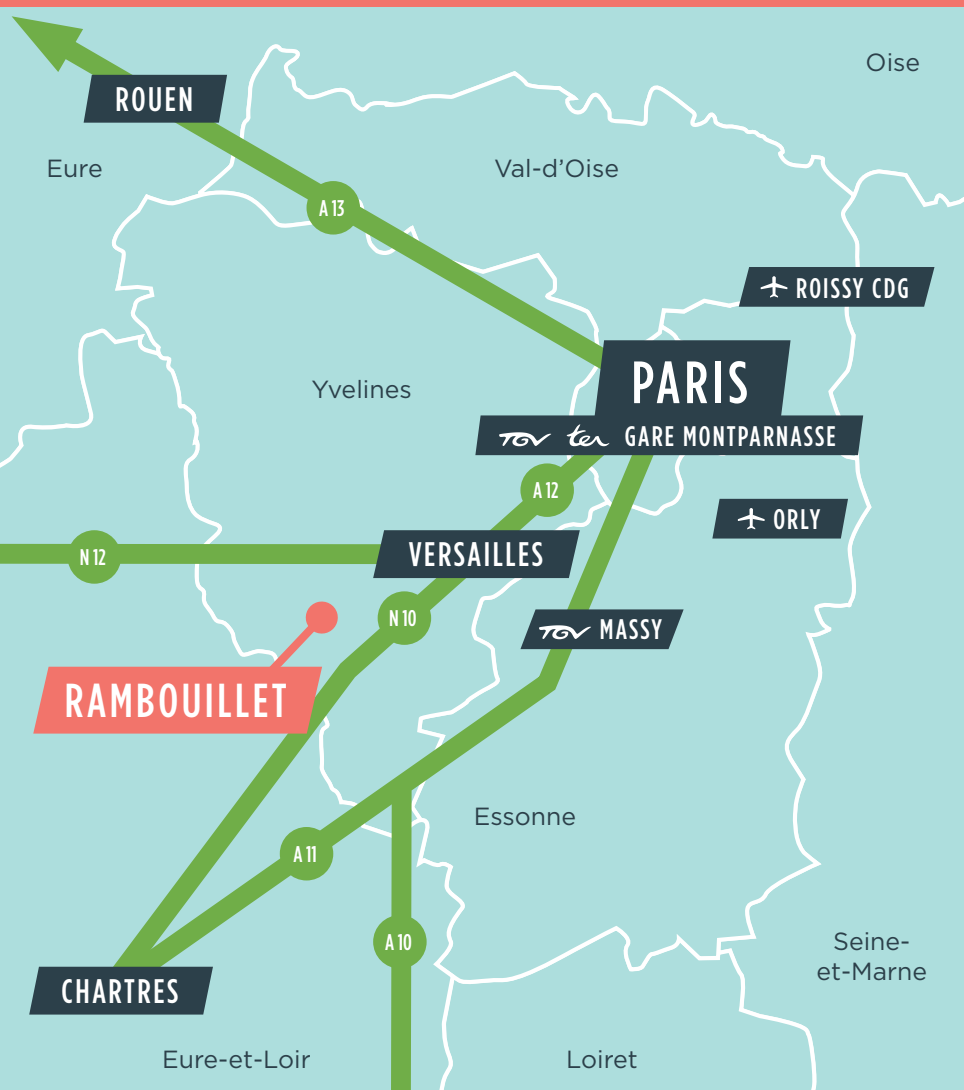 Oise
ROUEN
Eure
Val-d’Oise
A 13
ROISSY CDG
PARIS
Yvelines
TGV ter GARE MONTPARNASSE
A 12
ORLY
N 12
VERSAILLES
N 10
TGV MASSY
RAMBOUILLET
Essonne
A 11
A 10
Seine-
et-Marne
CHARTRES
Eure-et-Loir
Loiret